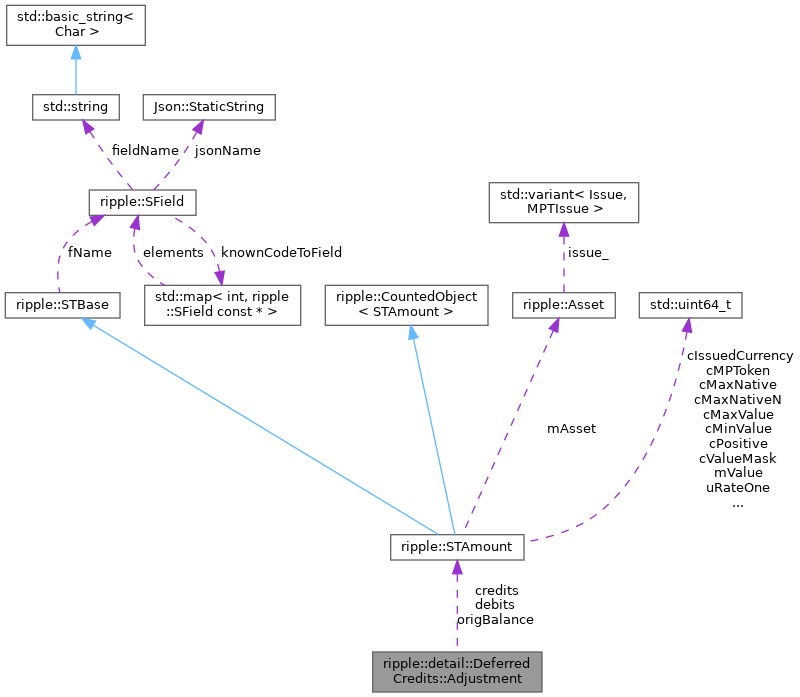 std::basic_string<
Char >
std::string
Json::StaticString
fieldName
jsonName
ripple::SField
std::variant< Issue,
MPTIssue >
fName
elements
knownCodeToField
issue_
ripple::STBase
std::map< int, ripple
::SField const * >
ripple::CountedObject
< STAmount >
ripple::Asset
std::uint64_t
cIssuedCurrency
cMPToken
cMaxNative
cMaxNativeN
cMaxValue
cMinValue
cPositive
cValueMask
mValue
uRateOne
...
mAsset
ripple::STAmount
credits
debits
origBalance
ripple::detail::Deferred
Credits::Adjustment